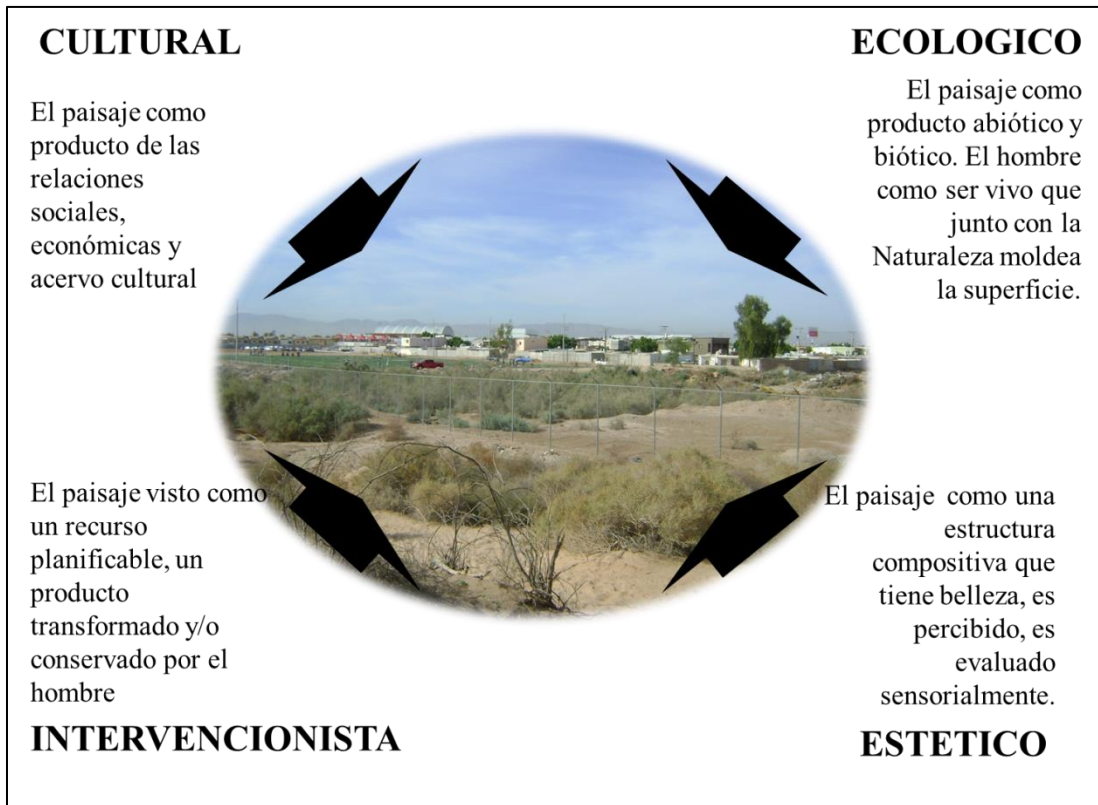 CULTURAL
El paisaje como
producto de las
relaciones
sociales,
económicas y
acervo cultural
ECOLOGICO
El paisaje como
producto abiótico y
biótico. El hombre
como ser vivo que
junto con la
Naturaleza moldea
la superficie.
El paisaje visto como
un recurso
planificable, un
producto
transformado y/o
conservado por el
hombre
INTERVENCIONISTA
El paisaje como una
estructura
compositiva que
tiene belleza, es
percibido, es
evaluado
sensorialmente.
ESTETICO